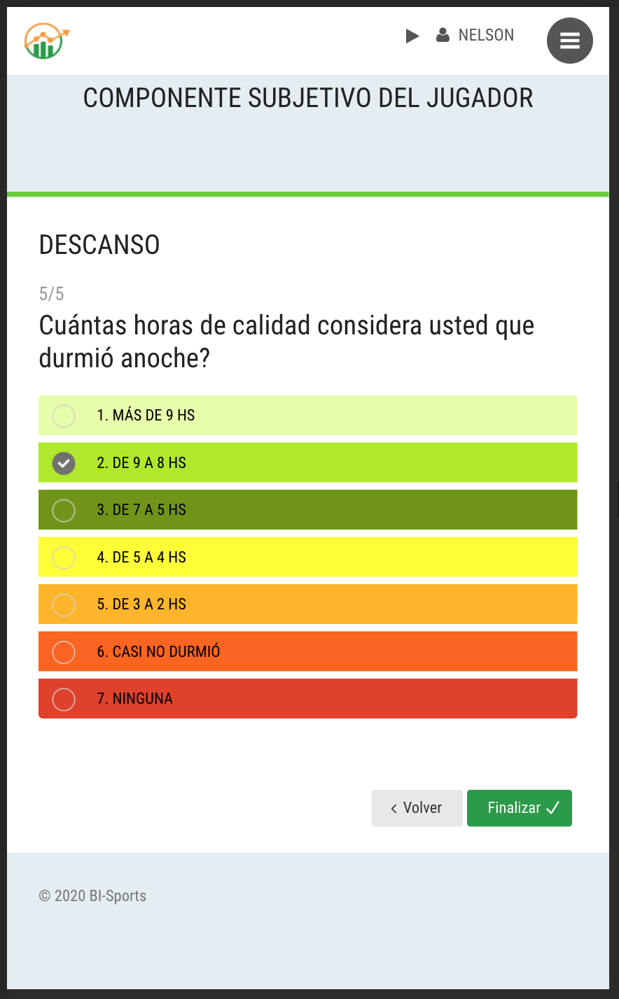 NELSON
COMPONENTE SUBJETIVO DEL JUGADOR
DESCANSO
5/5
Cuántas horas de calidad considera usted que
durmió anoche?
1. MÁS DE 9 HS
2. DE 9 A 8 HS
3. DE 7 A 5 HS
4. DE 5 A 4 HS
5. DE 3 A 2 HS
6. CASI NO DURMIÓ
7. NINGUNA
Volver
Finalizar
© 2020 BI-Sports